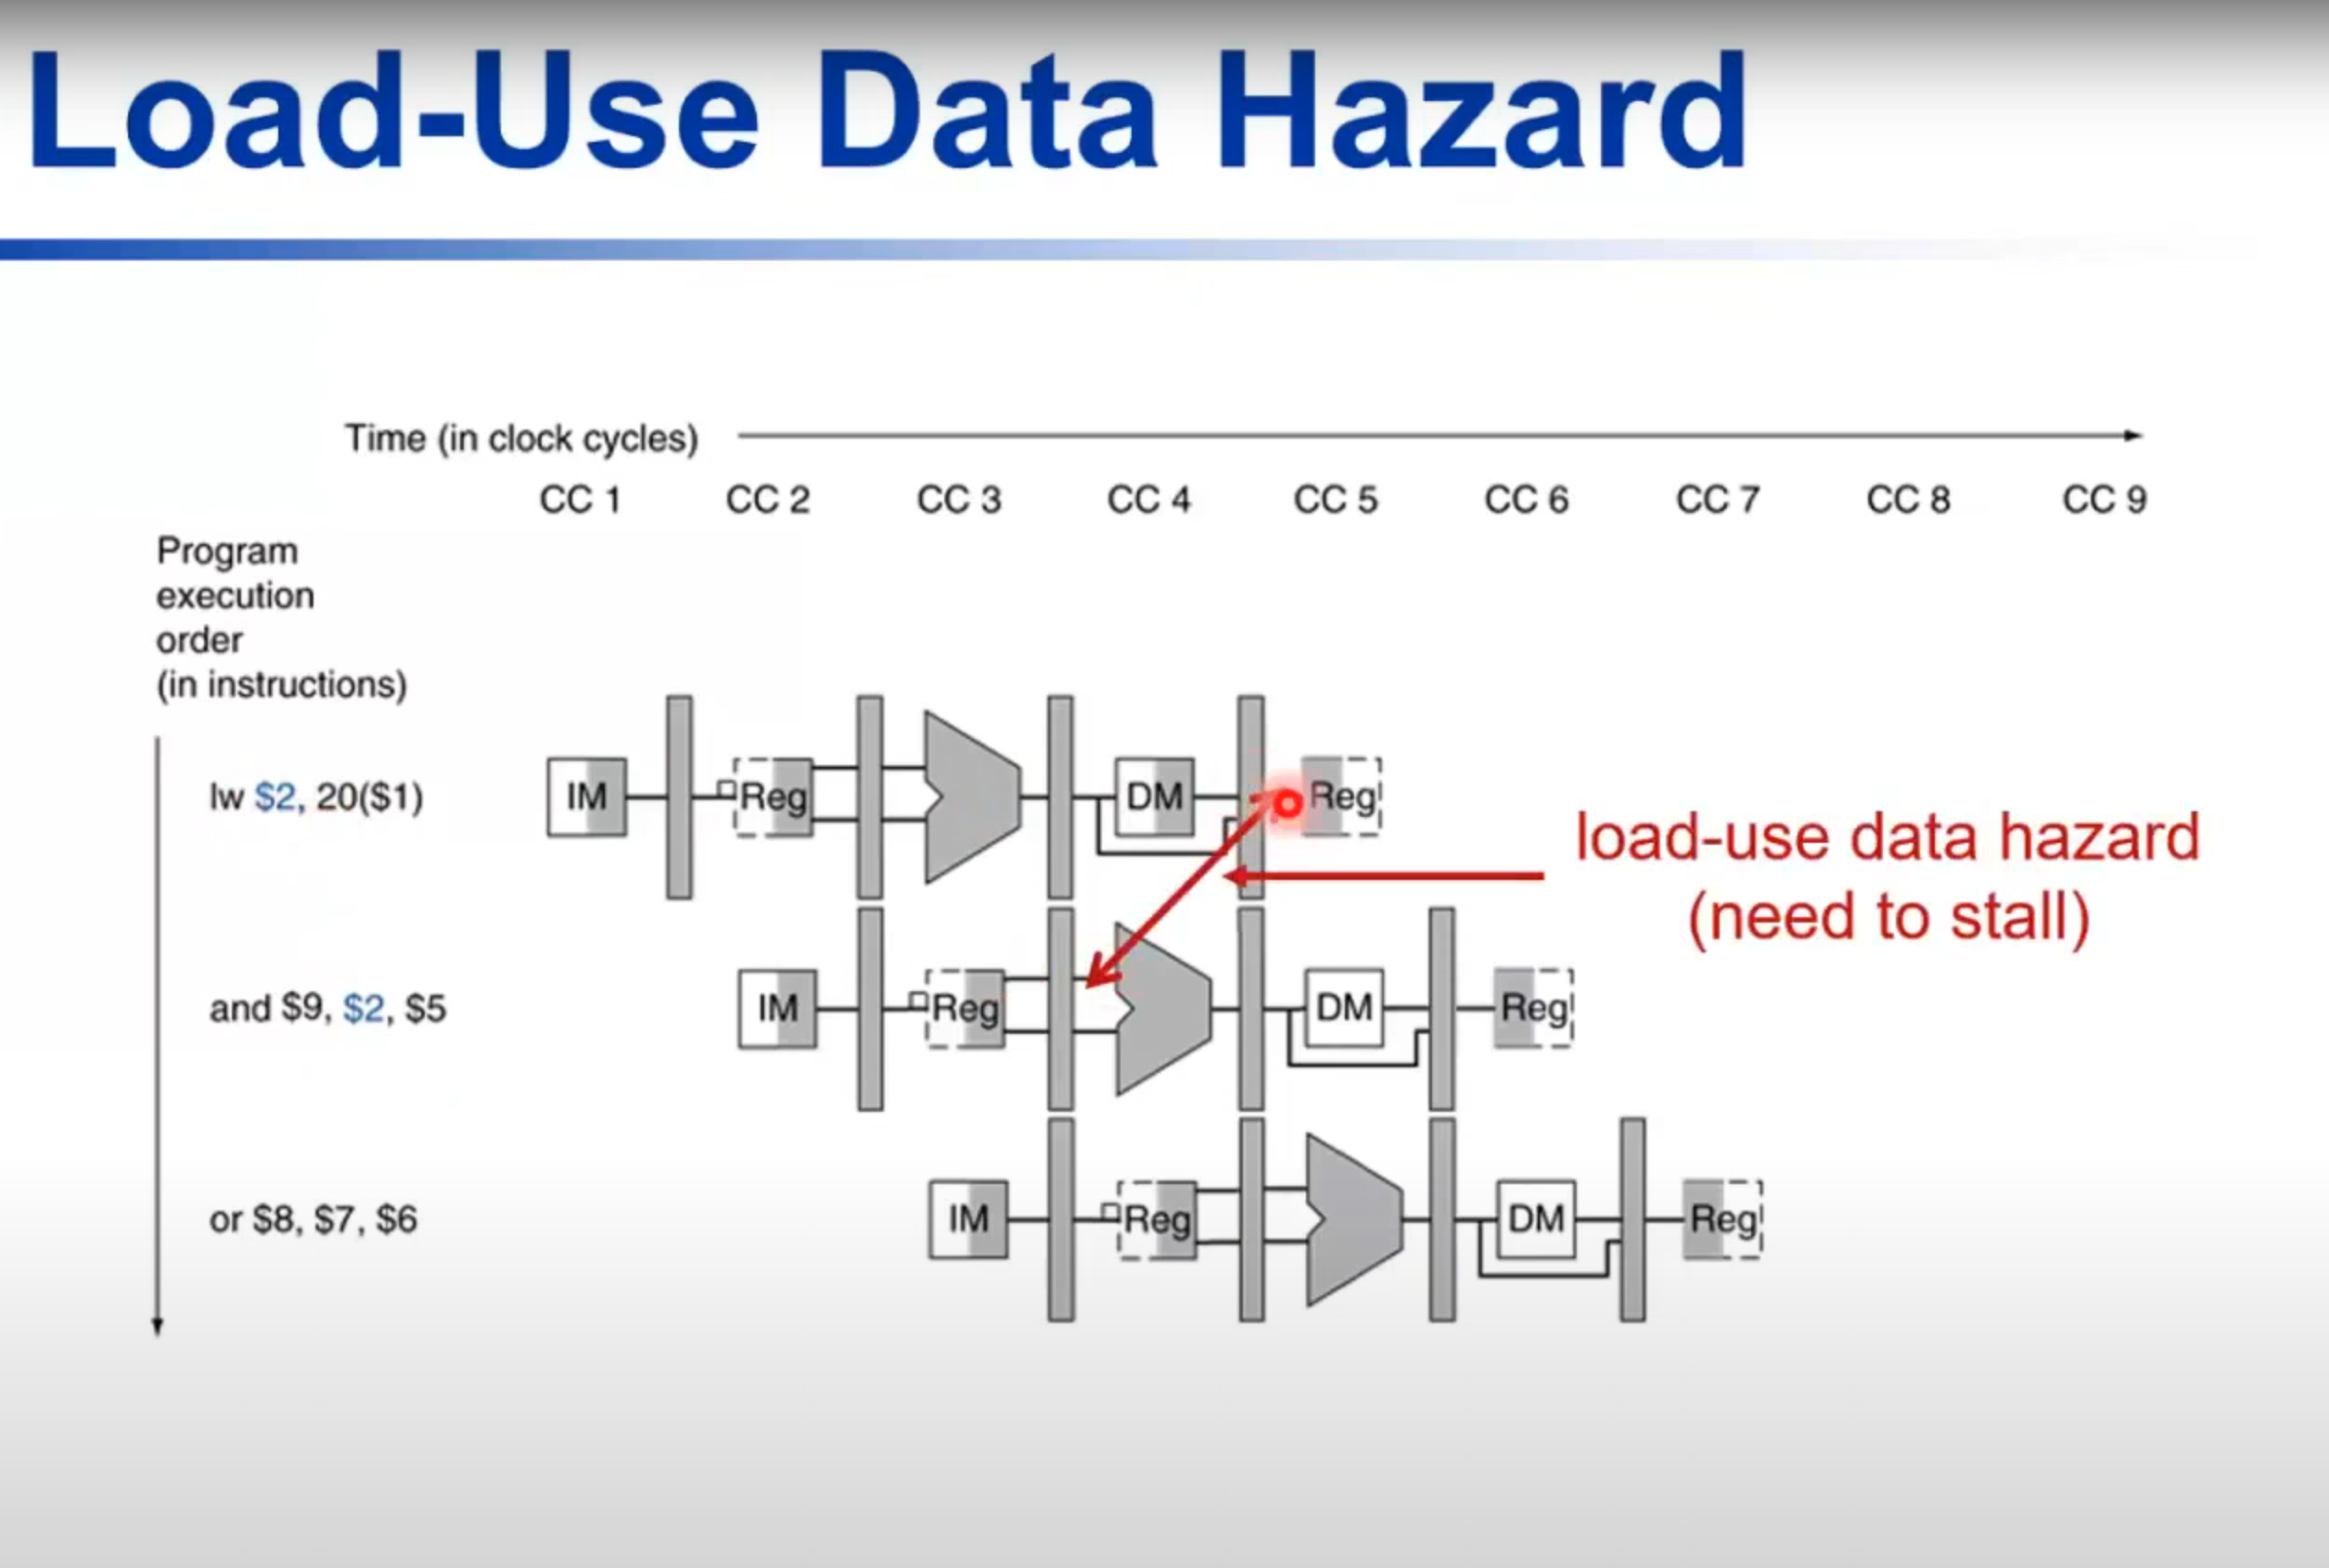 Load-Use Data Hazard
Time (in clock cycles)
CC 1 CC 2 CC 3 CC 4 CC 5 CC 6 CC 7 CC 8 CC 9
Program
execution
order
(in instructions)
lw $2, 20($1)
IM Reg DM Reg
load-use data hazard
(need to stall)
and $9, $2, $5
IM Reg DM Reg
or $8, $7, $6
IM Reg DM Reg